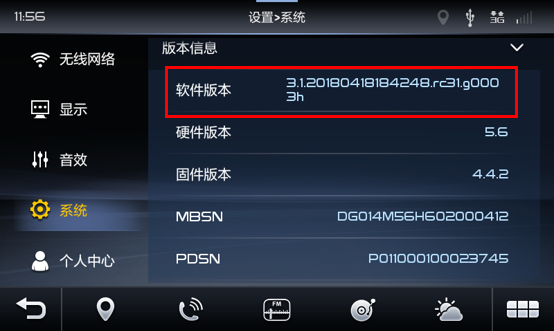 11:56
设置>系统
3G
无线网络
显示
音效
系统
个人中心
版本信息
软件版本
3.1.20180418184248.rc31.g000
3h
硬件版本
5.6
固件版本
4.4.2
MBSN
DG014M56H602000412
PDSN
P011000100023745
FM